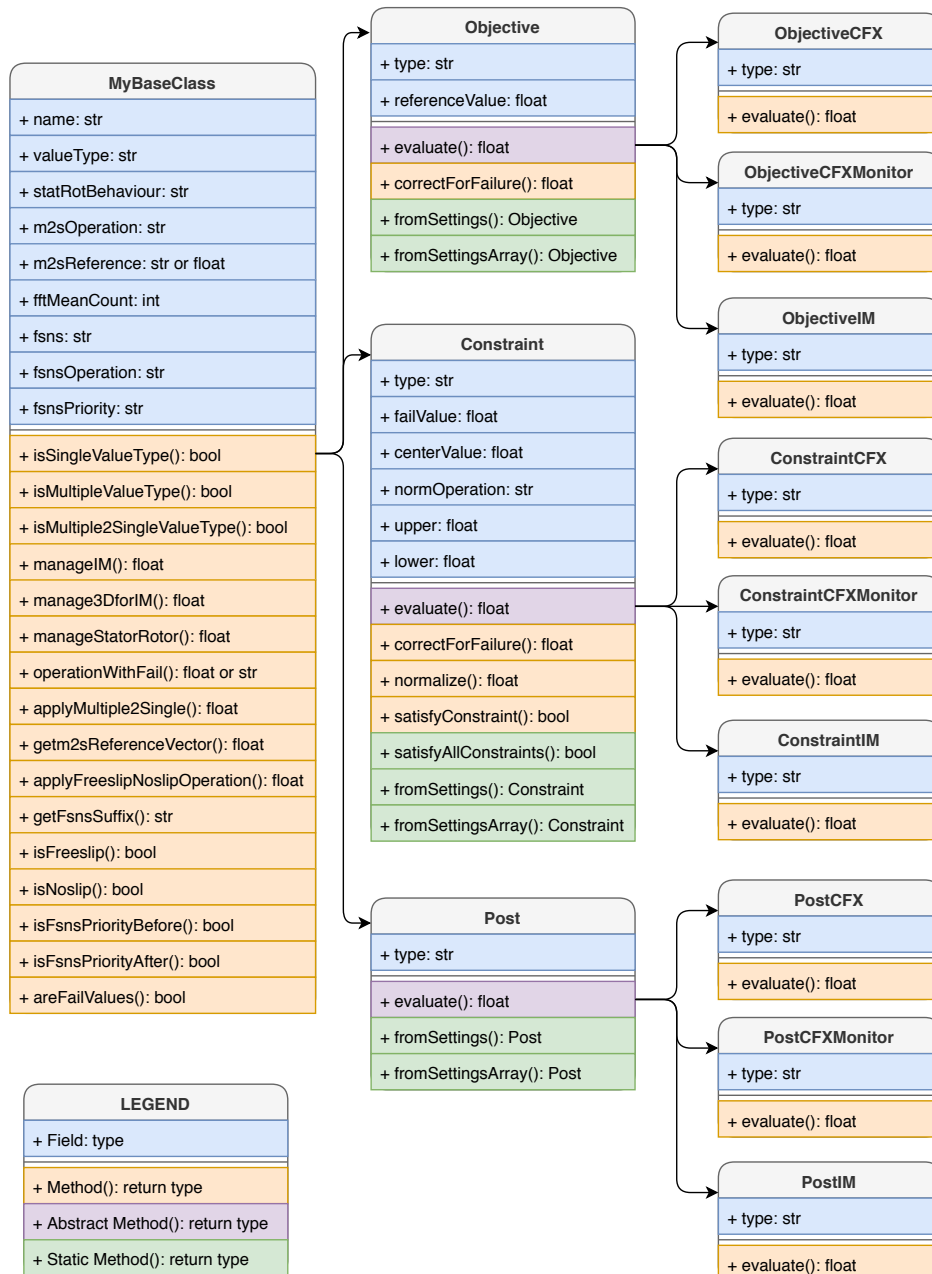 MyBaseClass
+ name: str
+ valueType: str
+ statRotBehaviour: str
+ m2sOperation: str
+ m2sReference: str or float
+ fftMeanCount: int
+ fsns: str
+ fsnsOperation: str
+ fsnsPriority: str
+ isSingleValueType(): bool
+ isMultipleValueType(): bool
+ isMultiple2SingleValueType(): bool
+ manageIM(): float
+ manage3DforIM(): float
+ manageStatorRotor(): float
+ operationWithFail(): float or str
+ applyMultiple2Single(): float
+ getm2sReferenceVector(): float
+ applyFreeslipNoslipOperation(): float
+ getFsnsSuffix(): str
+ isFreeslip(): bool
+ isNoslip(): bool
+ isFsnsPriorityBefore(): bool
+ isFsnsPriorityAfter(): bool
+ areFailValues(): bool
LEGEND
+ Field: type
+ Method(): return type
+ Abstract Method(): return type
+ Static Method(): return type
Objective
+ type: str
+ referenceValue: float
+ evaluate(): float
+ correctForFailure(): float
+ fromSettings(): Objective
+ fromSettingsArray(): Objective
Constraint
+ type: str
+ failValue: float
+ centerValue: float
+ normOperation: str
+ upper: float
+ lower: float
+ evaluate(): float
+ correctForFailure(): float
+ normalize(): float
+ satisfyConstraint(): bool
+ satisfyAllConstraints(): bool
+ fromSettings(): Constraint
+ fromSettingsArray(): Constraint
Post
+ type: str
+ evaluate(): float
+ fromSettings(): Post
+ fromSettingsArray(): Post
ObjectiveCFX
+ type: str
+ evaluate(): float
ObjectiveCFXMonitor
+ type: str
+ evaluate(): float
ObjectiveIM
+ type: str
+ evaluate(): float
ConstraintCFX
+ type: str
+ evaluate(): float
ConstraintCFXMonitor
+ type: str
+ evaluate(): float
ConstraintIM
+ type: str
+ evaluate(): float
PostCFX
+ type: str
+ evaluate(): float
PostCFXMonitor
+ type: str
+ evaluate(): float
PostIM
+ type: str
+ evaluate(): float